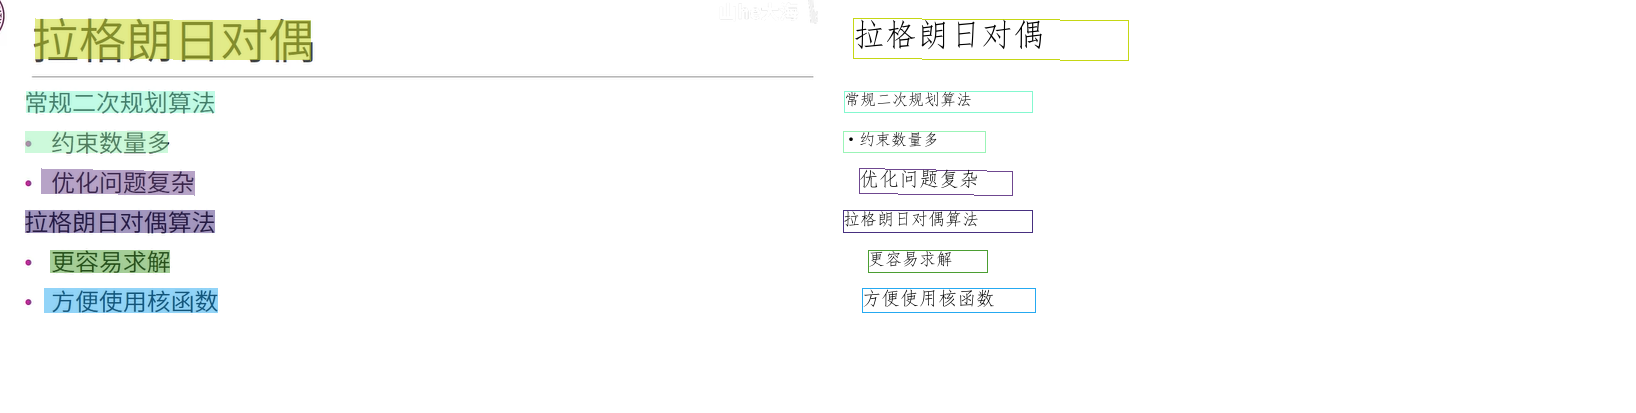 拉格朗日对偶
常规二次规划算法
• 约束数量多
• 优化问题复杂
拉格朗日对偶算法
• 更容易求解
• 方便使用核函数
拉格朗日对偶
常规二次规划算法
• 约束数量多
优化问题复杂
拉格朗日对偶算法
更容易求解
方便使用核函数